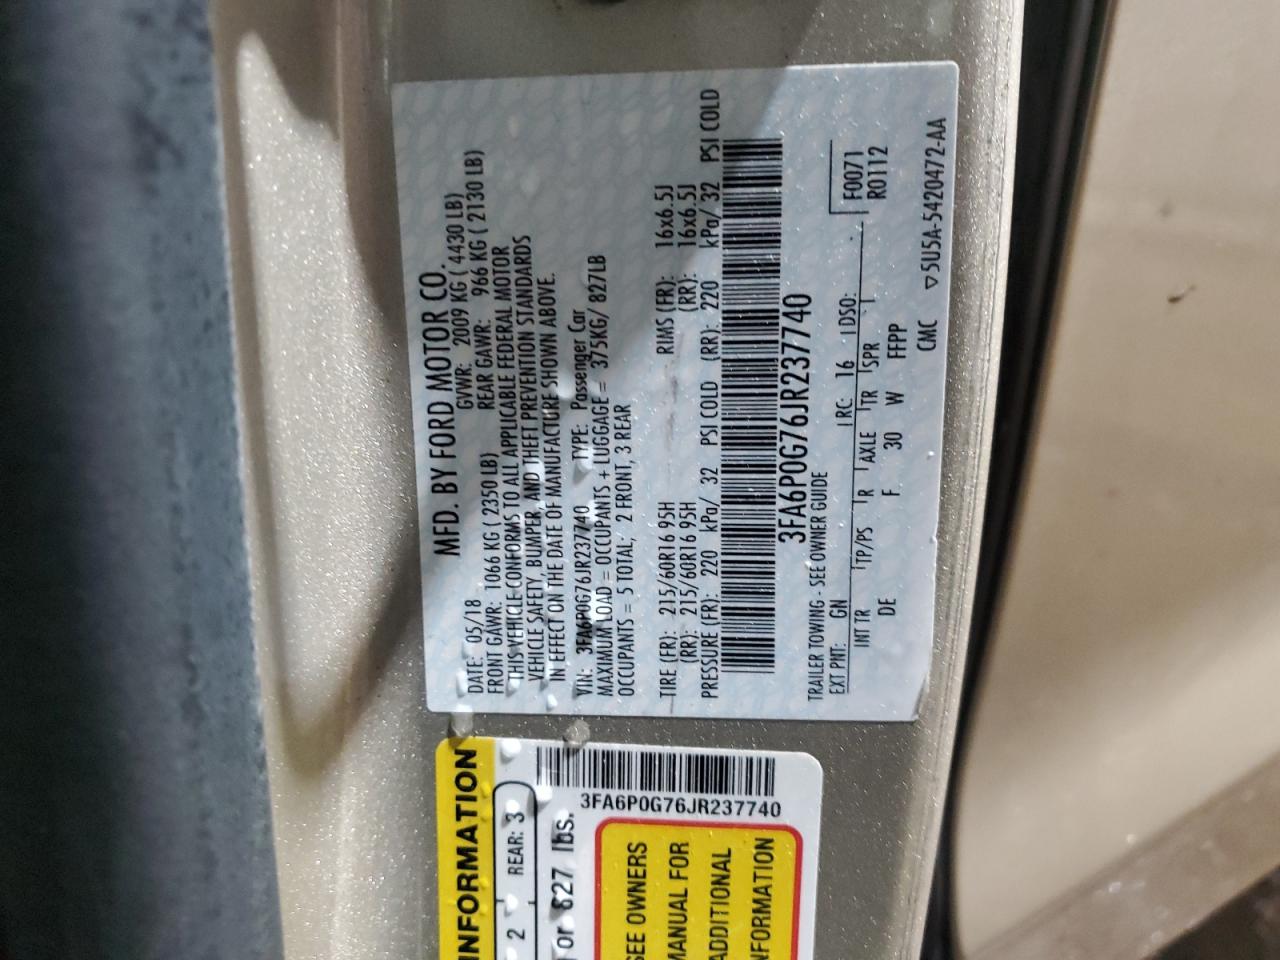 MFD. BY FORD MOTOR CO.
DATE: 05/18 GVWR: 2009 KG ( 4430 LB)
FRONT GAWR: 1066 KG ( 2350 LB) REAR GAWR: 966 KG ( 2130 LB)
THIS VEHICLE CONFORMS TO ALL APPLICABLE FEDERAL MOTOR
VEHICLE SAFETY, BUMPER, AND THEFT PREVENTION STANDARDS
IN EFFECT ON THE DATE OF MANUFACTURE SHOWN ABOVE.
VIN: 3FA6P0G76JR237740 TYPE: Passenger Car
MAXIMUM LOAD = OCCUPANTS + LUGGAGE = 375KG/ 827LB
OCCUPANTS = 5 TOTAL, 2 FRONT, 3 REAR
TIRE (FR): 215/60R16 95H RIMS (FR): 16x6.5J
(RR): 215/60R16 95H (RR): 16x6.5J
PRESSURE (FR): 220 kPa/ 32 PSI COLD (RR): 220 kPa/ 32 PSI COLD
3FA6P0G76JR237740
TRAILER TOWING - SEE OWNER GUIDE
EXT PNT: GN RC: 16 DSO: F0071
R0112
INT TR TP/PS R AXLE TR SPR
DE F 30 W FFPP
CMC ▽5U5A-5420472-AA
INFORMATION
2 REAR: 3
or 827 lbs.
3FA6P0G76JR237740
SEE OWNERS
MANUAL FOR
ADDITIONAL
INFORMATION